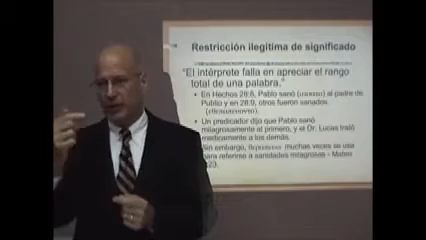 Restricción ilegítima de significado
"El intérprete falla en apreciar el rango
total de una palabra."
• En Hechos 28:8, Pablo sanó
al padre de
Publio y en 28:9, otros fueron sanados.
• Un predicador dijo que Pablo sanó
milagrosamente al primero, y el Dr. Lucas trató
medicamente a los demás.
Sin embargo, muchas veces se usa
para referirse a sanidades milagrosas - Mateo